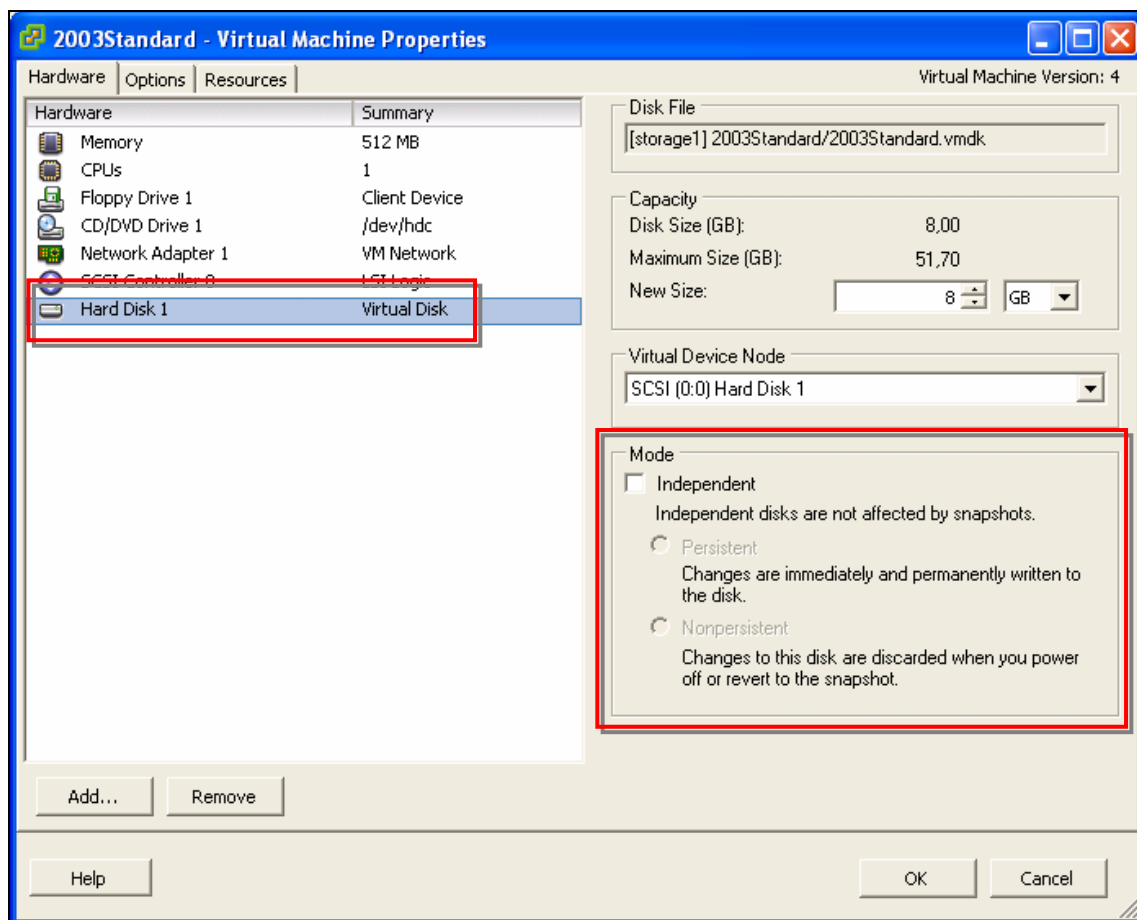 2003Standard - Virtual Machine Properties
Hardware Options Resources Virtual Machine Version: 4
Hardware Summary
Memory 512 MB
CPUs 1
Floppy Drive 1 Client Device
CD/DVD Drive 1 /dev/hdc
Network Adapter 1 VM Network
SCSI Controller 0 LSI Logic
Hard Disk 1 Virtual Disk
Add... Remove
Disk File
[storage1] 2003Standard/2003Standard.vmdk
Capacity
Disk Size (GB): 8,00
Maximum Size (GB): 51,70
New Size: 8 GB
Virtual Device Node
SCSI (0:0) Hard Disk 1
Mode
Independent
Independent disks are not affected by snapshots.
Persistent
Changes are immediately and permanently written to
the disk.
Nonpersistent
Changes to this disk are discarded when you power
off or revert to the snapshot.
Help OK Cancel